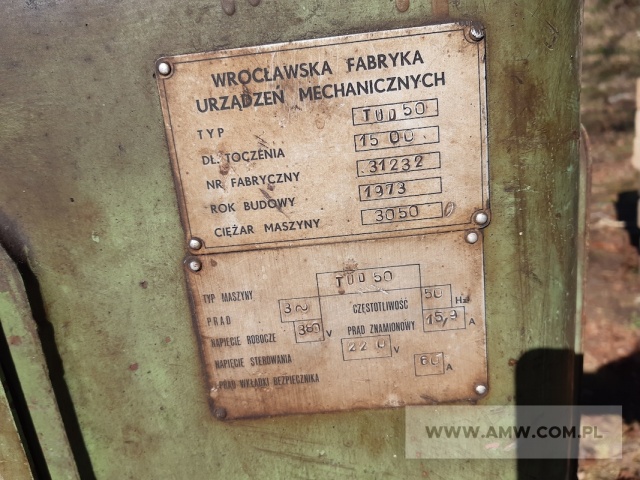 WROCŁAWSKA FABRYKA
URZĄDZEŃ MECHANICZNYCH
TYP TUD 50
DŁ. TOCZENIA 1500
NR FABRYCZNY 31232
ROK BUDOWY 1973
CIĘŻAR MASZYNY 3050
TYP MASZYNY TUD 50
PRĄD 3~ CZĘSTOTLIWOŚĆ 50 Hz
NAPIĘCIE ROBOCZE 380 V PRĄD ZNAMIONOWY 15,9 A
NAPIĘCIE STEROWANIA 220 V
PRĄD WKŁADKI BEZPIECZNIKA 60 A
WWW.AMW.COM.PL